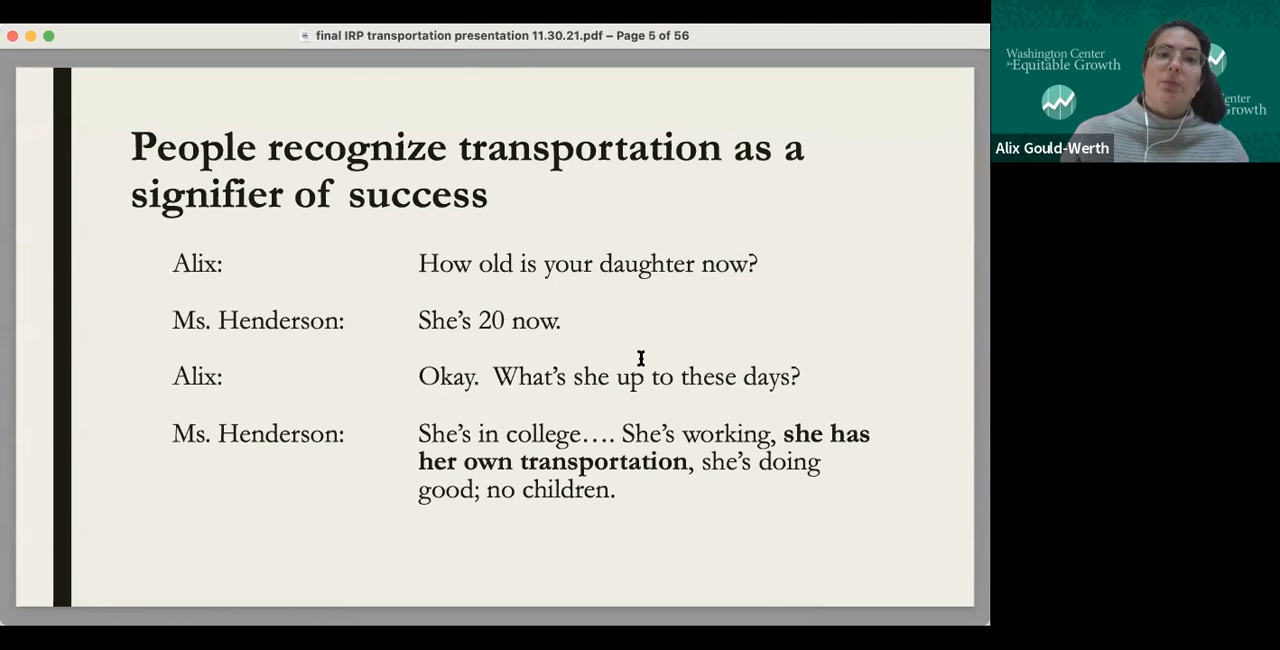 final IRP transportation presentation 11.30.21.pdf – Page 5 of 56
People recognize transportation as a
signifier of success
Alix: How old is your daughter now?
Ms. Henderson: She's 20 now.
Alix: Okay. What's she up to these days?
Ms. Henderson: She's in college…. She's working, she has
her own transportation, she's doing
good; no children.
Washington Center
for Equitable Growth
enter
Growth
Alix Gould-Werth